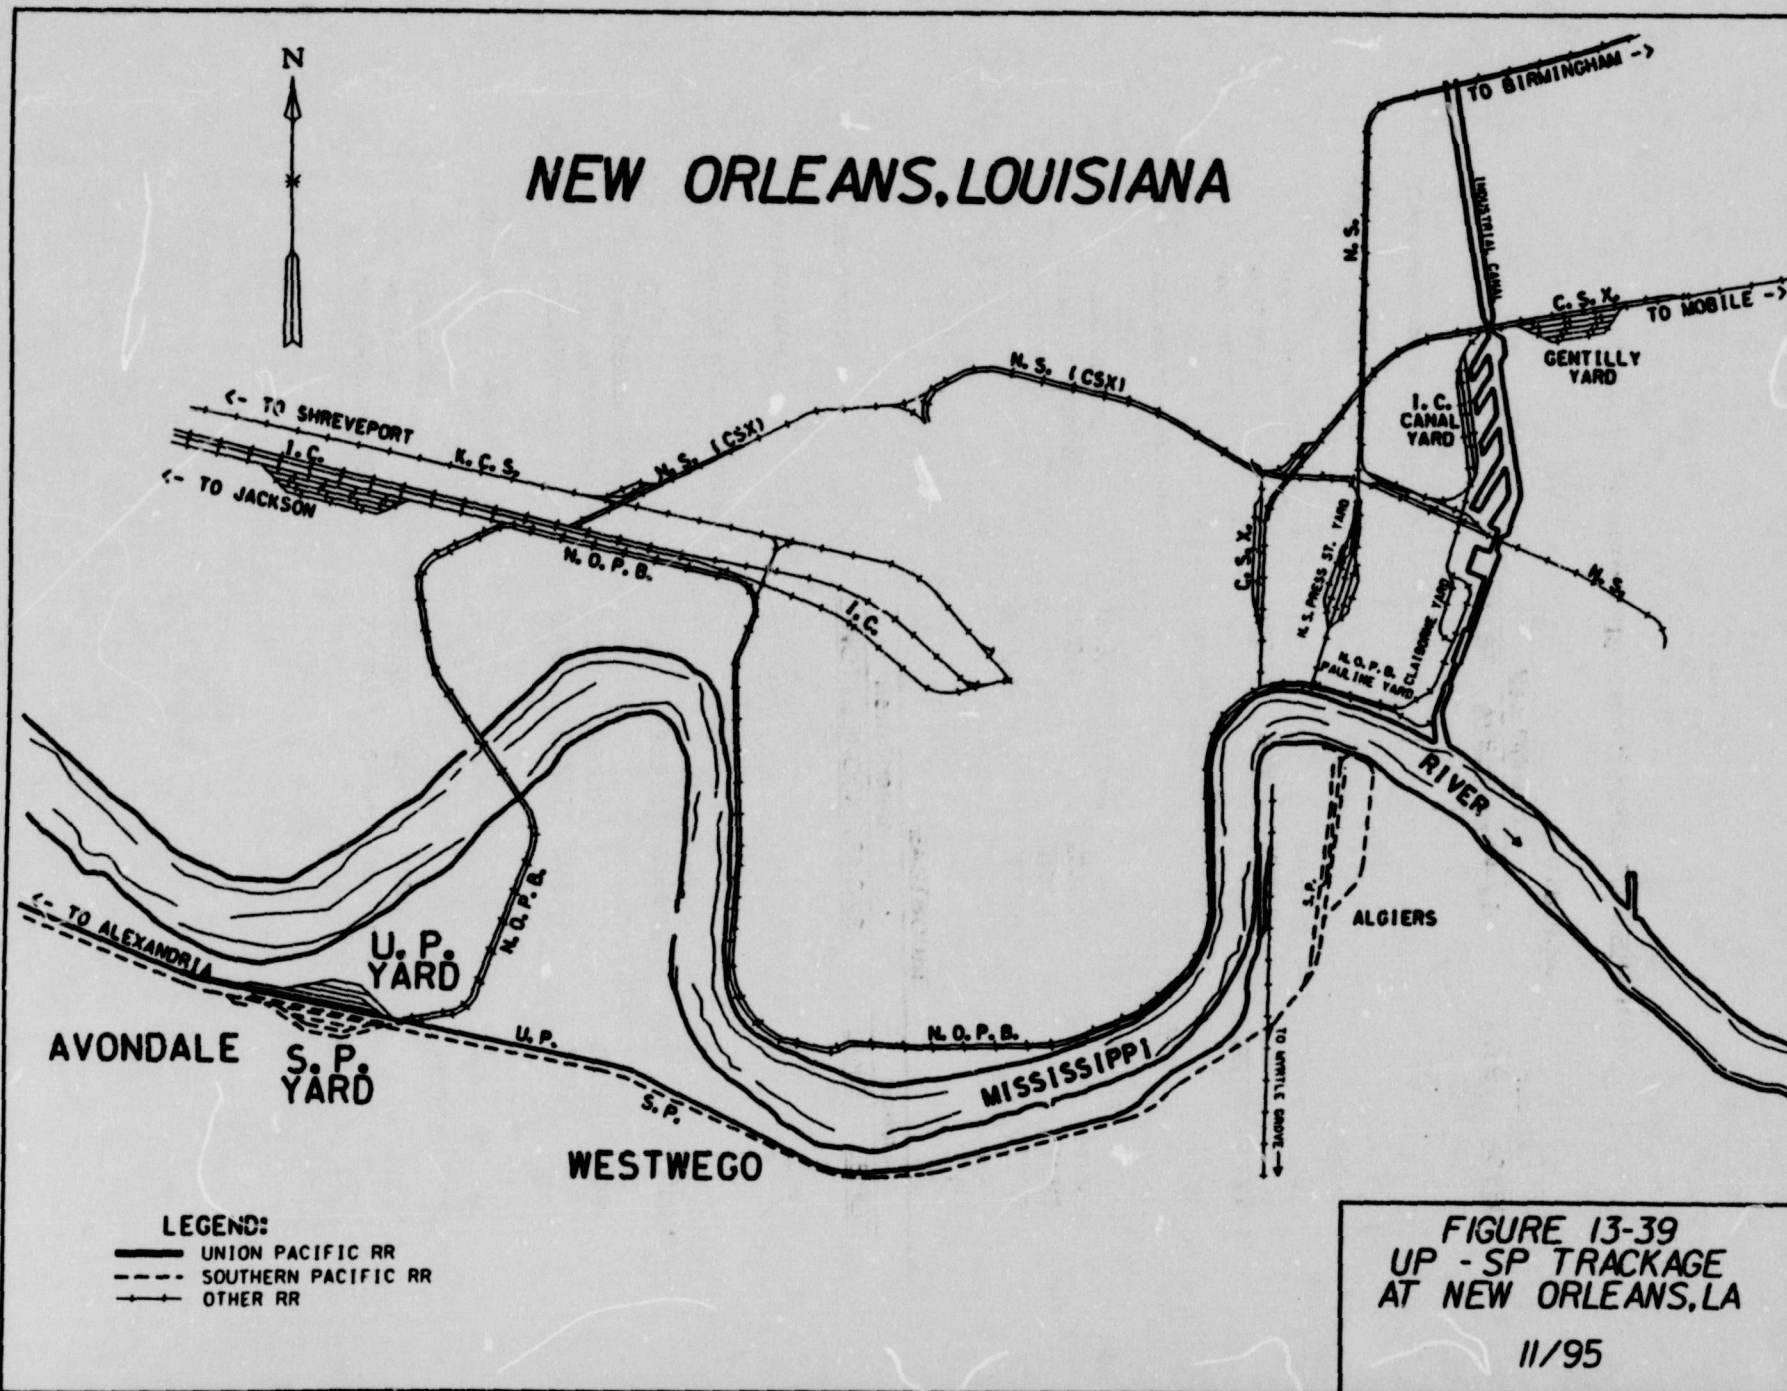 N
NEW ORLEANS, LOUISIANA
TO BIRMINGHAM ->
N. S.
INDUSTRIAL CANAL
C. S. X.
TO MOBILE ->
GENTILLY
YARD
N. S. (CSX)
I. C.
CANAL
YARD
<- TO SHREVEPORT
K. C. S.
N. S. (CSX)
I. C.
<- TO JACKSON
N. O. P. B.
I. C.
C. S. X.
N. S. PRESS ST. YARD
CLAIBORNE YARD
N. S.
N. O. P. B.
PAULINE YARD
RIVER
S. P.
ALGIERS
N. O. P. B.
<- TO ALEXANDRIA
U. P.
YARD
AVONDALE
S. P.
YARD
U. P.
S. P.
N. O. P. B.
MISSISSIPPI
TO MYRTLE GROVE ->
WESTWEGO
LEGEND:
UNION PACIFIC RR
SOUTHERN PACIFIC RR
OTHER RR
FIGURE 13-39
UP - SP TRACKAGE
AT NEW ORLEANS, LA
11/95